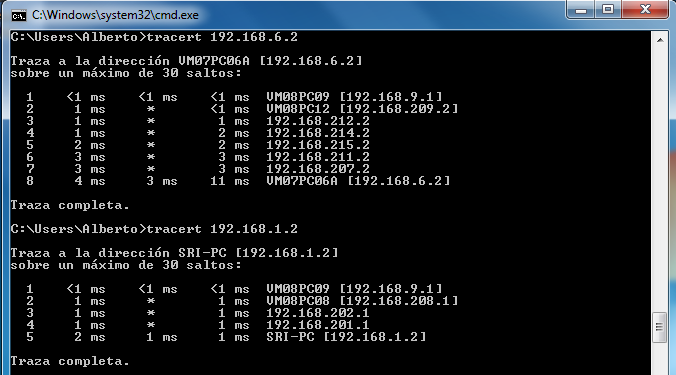 C:\Windows\system32\cmd.exe
C:\Users\Alberto>tracert 192.168.6.2
Traza a la dirección VM07PC06A [192.168.6.2]
sobre un máximo de 30 saltos:
1 <1 ms <1 ms <1 ms VM08PC09 [192.168.9.1]
2 1 ms * <1 ms VM08PC12 [192.168.209.2]
3 1 ms * 1 ms 192.168.212.2
4 1 ms * 2 ms 192.168.214.2
5 2 ms * 2 ms 192.168.215.2
6 3 ms * 3 ms 192.168.211.2
7 3 ms * 3 ms 192.168.207.2
8 4 ms 3 ms 11 ms VM07PC06A [192.168.6.2]
Traza completa.
C:\Users\Alberto>tracert 192.168.1.2
Traza a la dirección SRI-PC [192.168.1.2]
sobre un máximo de 30 saltos:
1 <1 ms <1 ms <1 ms VM08PC09 [192.168.9.1]
2 1 ms * 1 ms VM08PC08 [192.168.208.1]
3 1 ms * 1 ms 192.168.202.1
4 1 ms * 1 ms 192.168.201.1
5 2 ms 1 ms 1 ms SRI-PC [192.168.1.2]
Traza completa.